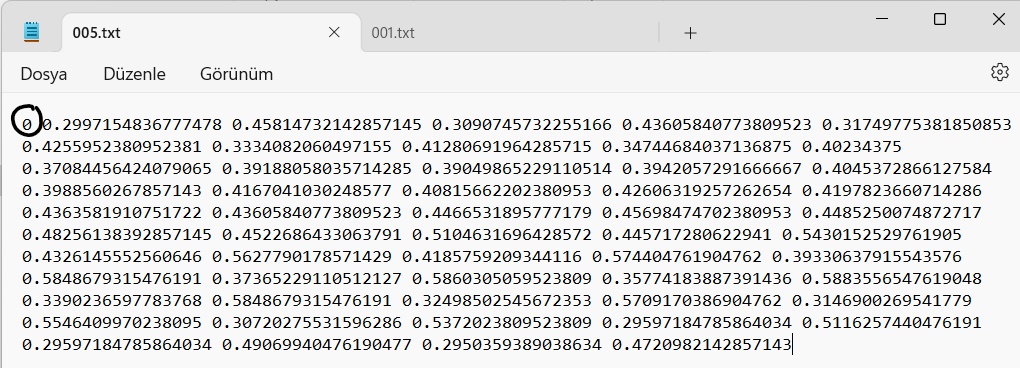 005.txt
001.txt
Dosya Düzenle Görünüm
0 0.2997154836777478 0.45814732142857145 0.3090745732255166 0.43605840773809523 0.31749775381850853
0.4255952380952381 0.3334082060497155 0.41280691964285715 0.34744684037136875 0.40234375
0.37084456424079065 0.39188058035714285 0.39049865229110514 0.3942057291666667 0.4045372866127584
0.3988560267857143 0.4167041030248577 0.40815662202380953 0.42606319257262654 0.4197823660714286
0.4363581910751722 0.43605840773809523 0.4466531895777179 0.45698474702380953 0.4485250074872717
0.48256138392857145 0.4522686433063791 0.5104631696428572 0.445717280622941 0.5430152529761905
0.4326145552560646 0.5627790178571429 0.4185759209344116 0.574404761904762 0.39330637915543576
0.5848679315476191 0.37365229110512127 0.5860305059523809 0.35774183887391436 0.5883556547619048
0.33902365977837​68 0.5848679315476191 0.32498502545672353 0.5709170386904762 0.3146900269541779
0.5546409970238095 0.30720275531596286 0.5372023809523809 0.29597184785864034 0.5116257440476191
0.29597184785864034 0.49069940476190477 0.2950359389038634 0.4720982142857143